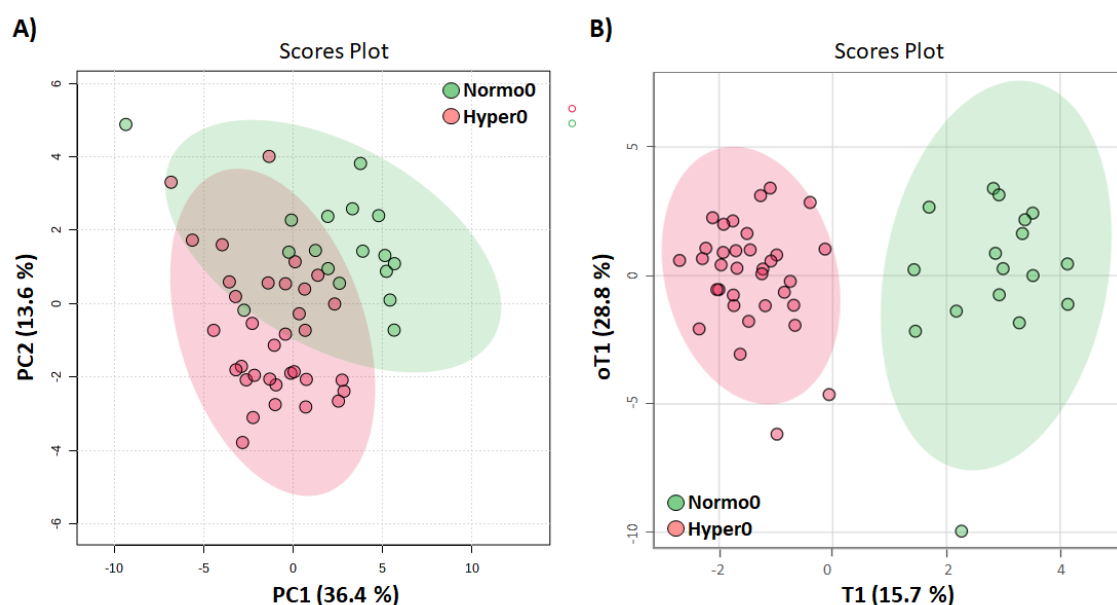 A)
Scores Plot
Normo0
Hyper0
6
4
2
0
-2
-4
-6
PC2 (13.6 %)
-10
-5
0
5
10
PC1 (36.4 %)
B)
Scores Plot
5
0
-5
-10
oT1 (28.8 %)
Normo0
Hyper0
-2
0
2
4
T1 (15.7 %)